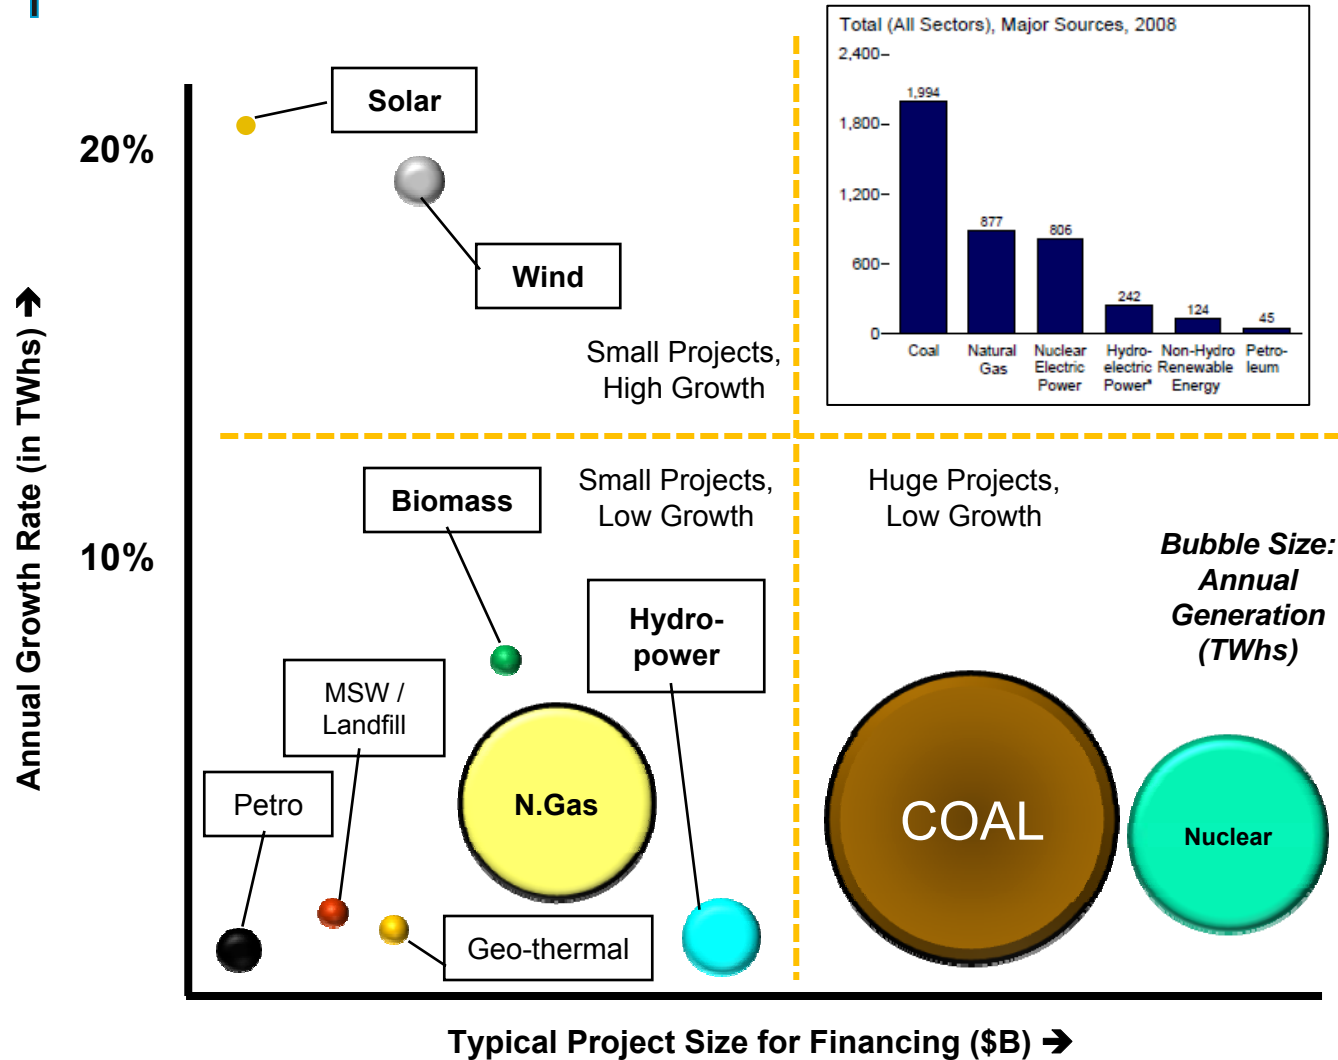 Total (All Sectors), Major Sources, 2008
2,400
1,994
1,800
1,200
877
806
600
242
124
45
0
Coal
Natural
Gas
Nuclear
Electric
Power
Hydro-
electric
Powerª
Non-Hydro
Renewable
Energy
Petro-
leum
Solar
20%
Wind
Small Projects,
High Growth
Annual Growth Rate (in TWhs) →
Biomass
Small Projects,
Low Growth
Huge Projects,
Low Growth
10%
Bubble Size:
Annual
Generation
(TWhs)
Hydro-
power
MSW /
Landfill
Petro
N.Gas
COAL
Nuclear
Geo-thermal
Typical Project Size for Financing ($B) →